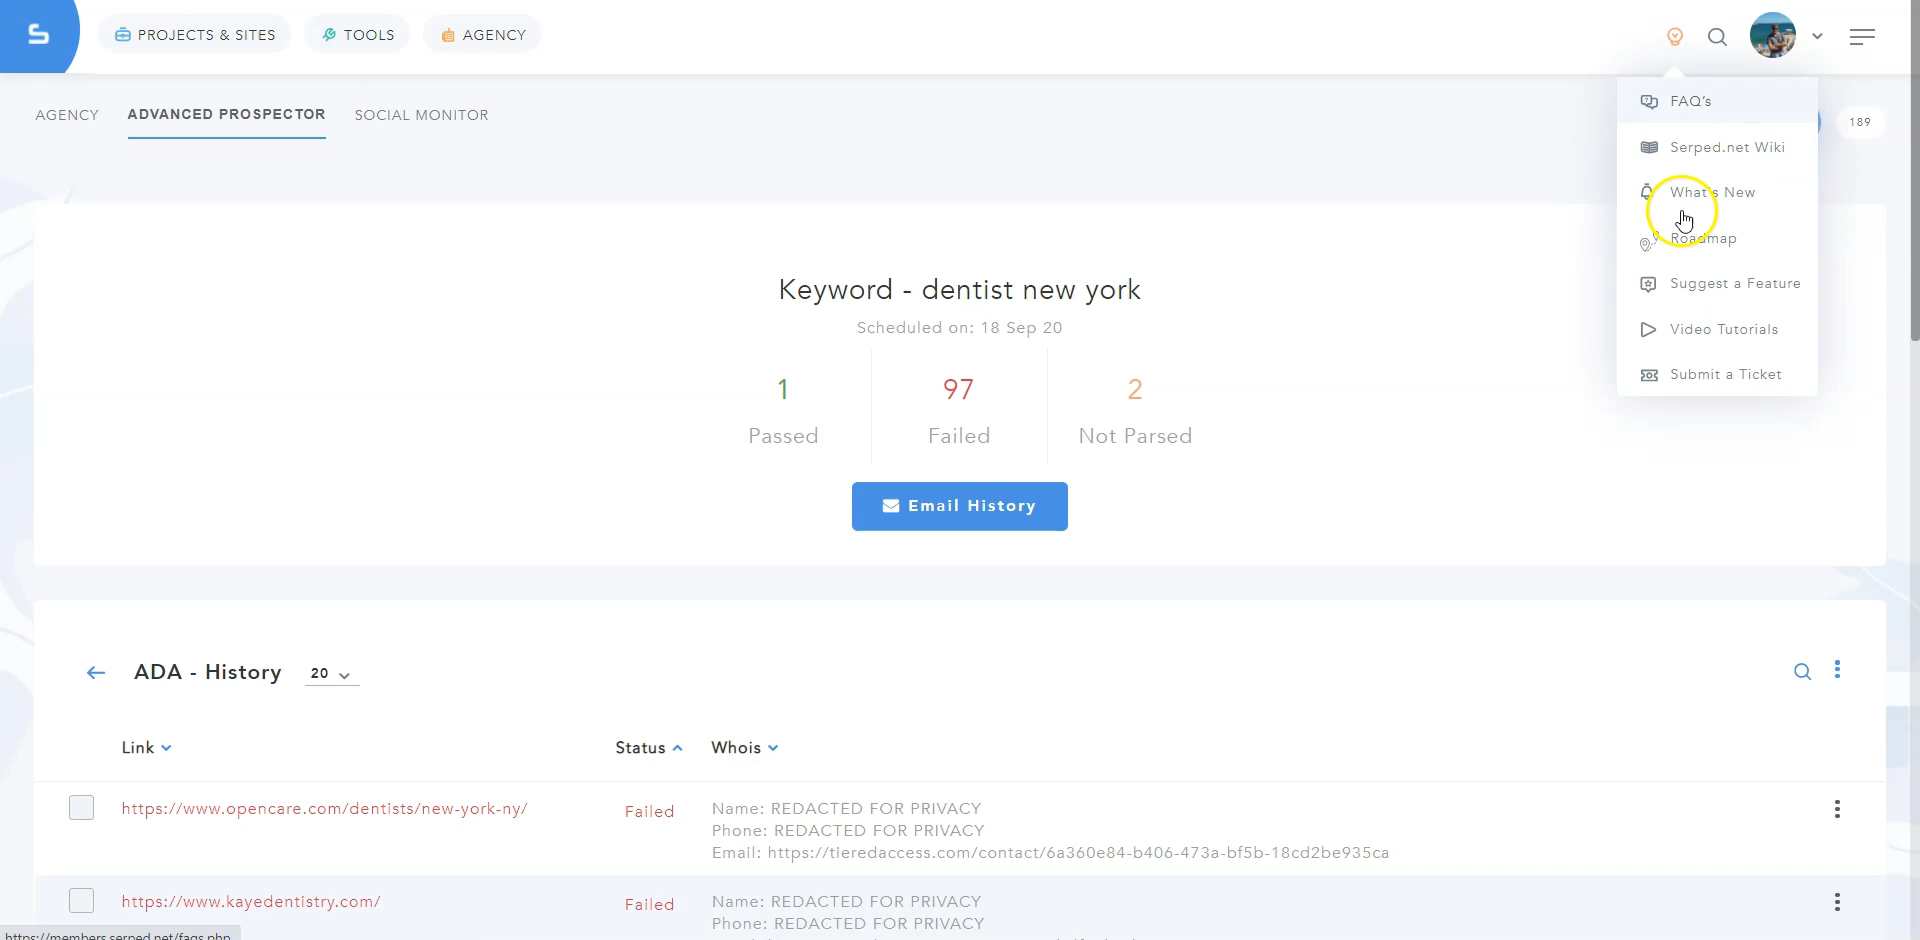 S
PROJECTS & SITES
TOOLS
AGENCY
FAQ's
AGENCY
ADVANCED PROSPECTOR
SOCIAL MONITOR
189
Serped.net Wiki
What's New
Roadmap
Keyword - dentist new york
Suggest a Feature
Scheduled on: 18 Sep 20
Video Tutorials
Submit a Ticket
1
97
2
Passed
Failed
Not Parsed
Email History
ADA - History
20
Link
Status
Whois
https://www.opencare.com/dentists/new-york-ny/
Failed
Name: REDACTED FOR PRIVACY
Phone: REDACTED FOR PRIVACY
Email: https://tieredaccess.com/contact/6a360e84-b406-473a-bf5b-18cd2be935ca
https://www.kayedentistry.com/
Failed
Name: REDACTED FOR PRIVACY
Phone: REDACTED FOR PRIVACY
https://members.serped.net/faqs.php